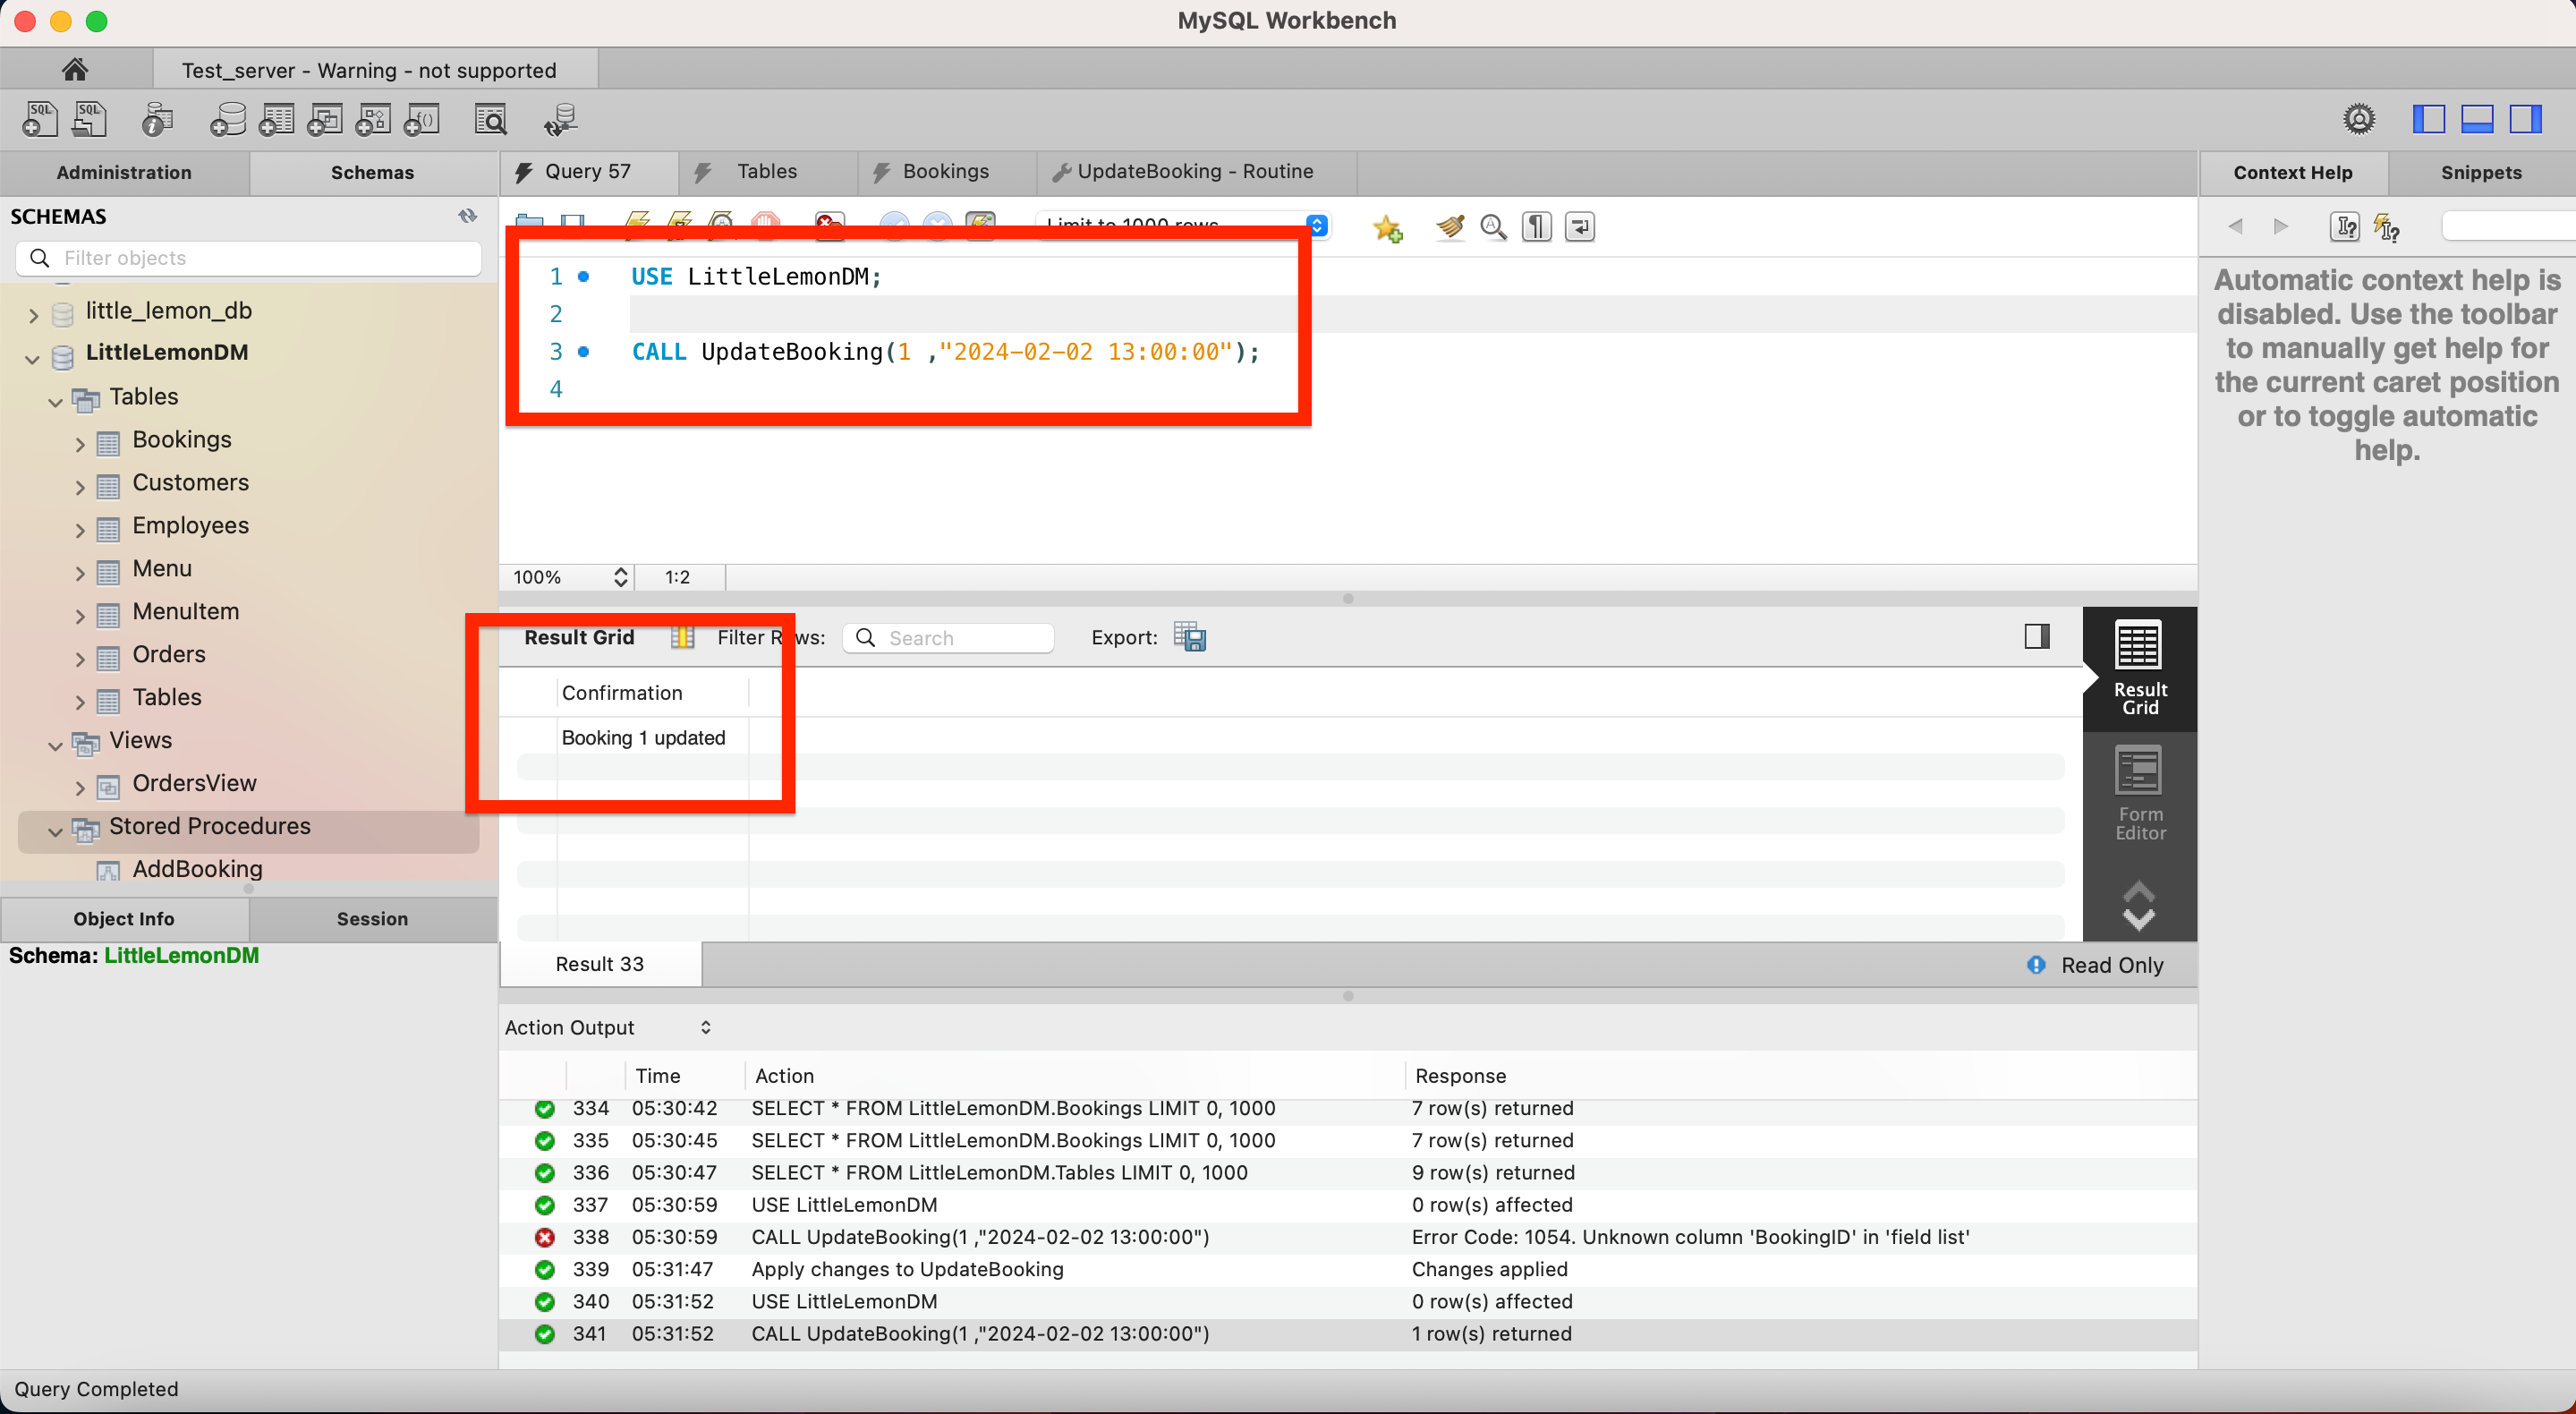 MySQL Workbench
Test_server - Warning - not supported
Administration
Schemas
SCHEMAS
Filter objects
little_lemon_db
LittleLemonDM
Tables
Bookings
Customers
Employees
Menu
MenuItem
Orders
Tables
Views
OrdersView
Stored Procedures
AddBooking
Object Info
Session
Schema: LittleLemonDM
Query 57
Tables
Bookings
UpdateBooking - Routine
Limit to 1000 rows
1 USE LittleLemonDM;
2
3 CALL UpdateBooking(1 ,"2024-02-02 13:00:00");
4
100%
1:2
Result Grid
Filter Rows:
Search
Export:
Confirmation
Booking 1 updated
Result
Grid
Form
Editor
Result 33
Read Only
Action Output
Time Action Response
334 05:30:42 SELECT * FROM LittleLemonDM.Bookings LIMIT 0, 1000 7 row(s) returned
335 05:30:45 SELECT * FROM LittleLemonDM.Bookings LIMIT 0, 1000 7 row(s) returned
336 05:30:47 SELECT * FROM LittleLemonDM.Tables LIMIT 0, 1000 9 row(s) returned
337 05:30:59 USE LittleLemonDM 0 row(s) affected
338 05:30:59 CALL UpdateBooking(1 ,"2024-02-02 13:00:00") Error Code: 1054. Unknown column 'BookingID' in 'field list'
339 05:31:47 Apply changes to UpdateBooking Changes applied
340 05:31:52 USE LittleLemonDM 0 row(s) affected
341 05:31:52 CALL UpdateBooking(1 ,"2024-02-02 13:00:00") 1 row(s) returned
Context Help
Snippets
Automatic context help is
disabled. Use the toolbar
to manually get help for
the current caret position
or to toggle automatic
help.
Query Completed